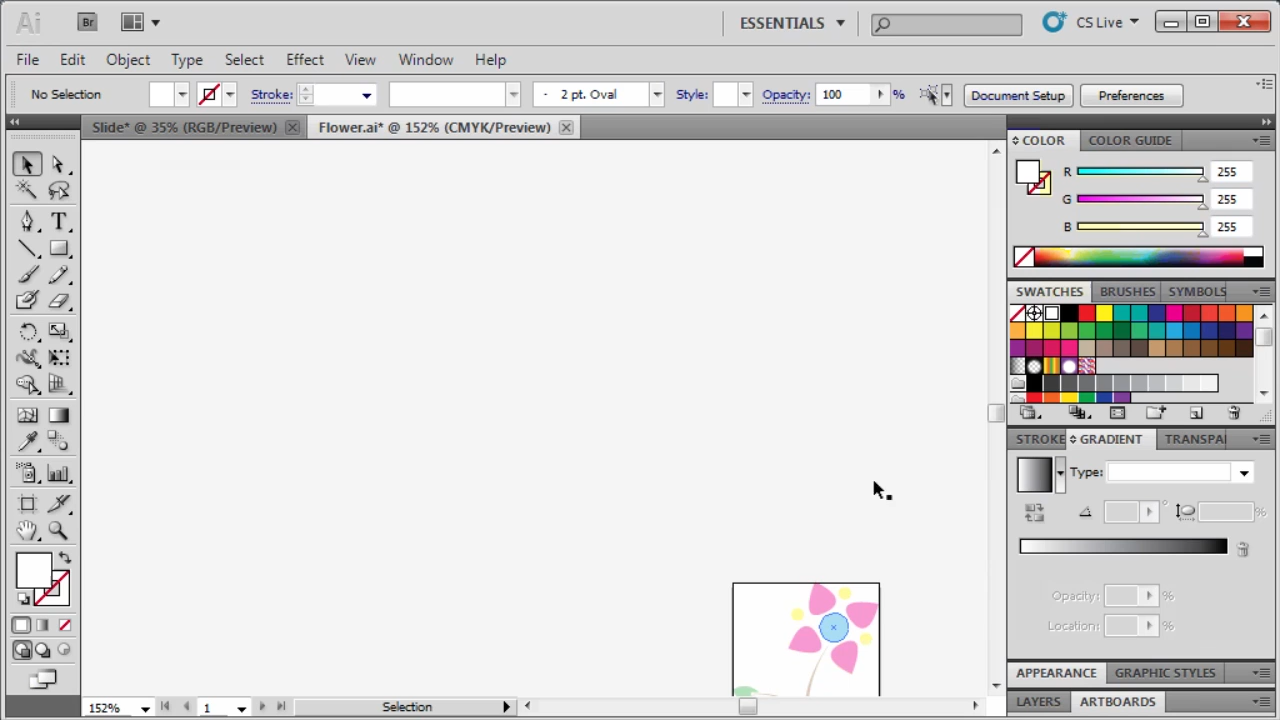 Ai Br ESSENTIALS CS Live
File Edit Object Type Select Effect View Window Help
No Selection Stroke: 2 pt. Oval Style: Opacity: 100 % Document Setup Preferences
Slide* @ 35% (RGB/Preview) Flower.ai* @ 152% (CMYK/Preview)
COLOR COLOR GUIDE
R 255
G 255
B 255
SWATCHES BRUSHES SYMBOLS
STROKE GRADIENT TRANSPA
Type:
° %
Opacity: %
Location: %
APPEARANCE GRAPHIC STYLES
LAYERS ARTBOARDS
152% 1 Selection